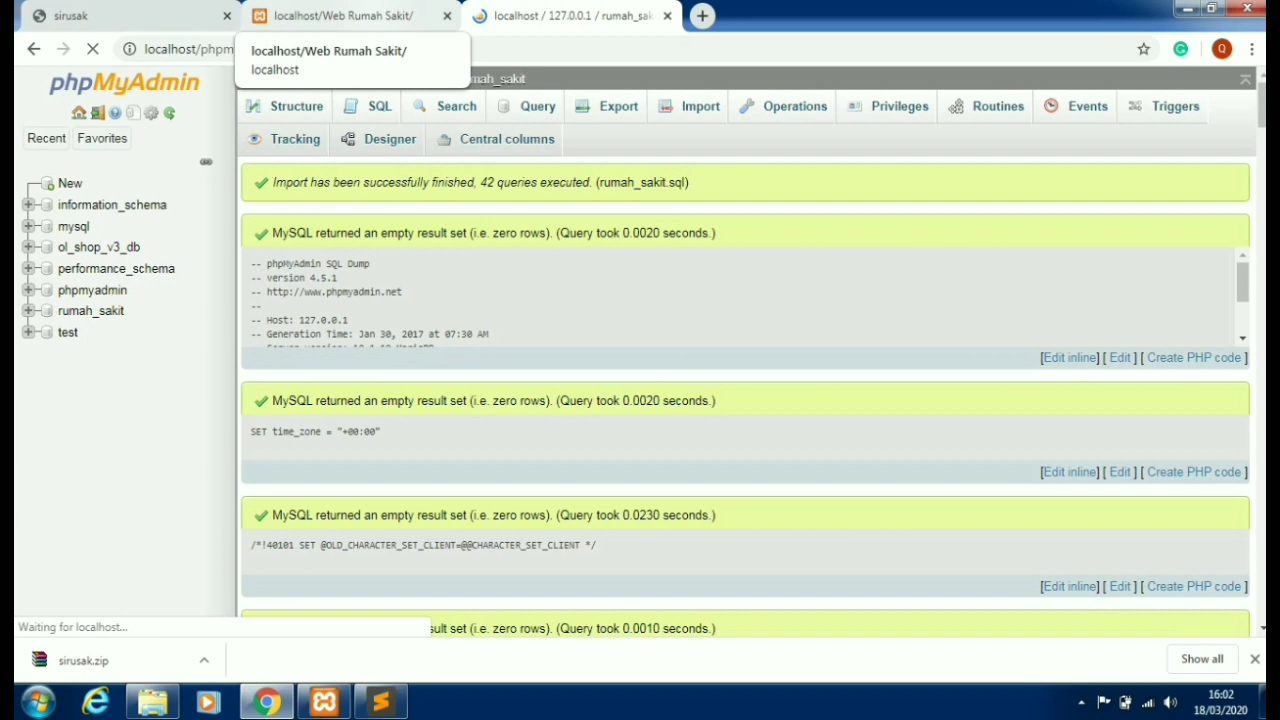 sirusak
localhost/Web Rumah Sakit/
localhost / 127.0.0.1 / rumah_sak
localhost/phpm
localhost/Web Rumah Sakit/
localhost
Q
phpMyAdmin
Recent
Favorites
New
information_schema
mysql
ol_shop_v3_db
performance_schema
phpmyadmin
rumah_sakit
test
mah_sakit
Structure
SQL
Search
Query
Export
Import
Operations
Privileges
Routines
Events
Triggers
Tracking
Designer
Central columns
Import has been successfully finished, 42 queries executed. (rumah_sakit.sql)
MySQL returned an empty result set (i.e. zero rows). (Query took 0.0020 seconds.)
-- phpMyAdmin SQL Dump
-- version 4.5.1
-- http://www.phpmyadmin.net
--
-- Host: 127.0.0.1
-- Generation Time: Jan 30, 2017 at 07:30 AM
[Edit inline] [ Edit ] [ Create PHP code ]
MySQL returned an empty result set (i.e. zero rows). (Query took 0.0020 seconds.)
SET time_zone = "+00:00"
[Edit inline] [ Edit ] [ Create PHP code ]
MySQL returned an empty result set (i.e. zero rows). (Query took 0.0230 seconds.)
/*!40101 SET @OLD_CHARACTER_SET_CLIENT=@@CHARACTER_SET_CLIENT */
[Edit inline] [ Edit ] [ Create PHP code ]
sult set (i.e. zero rows). (Query took 0.0010 seconds.)
Waiting for localhost...
sirusak.zip
Show all
16:02
18/03/2020